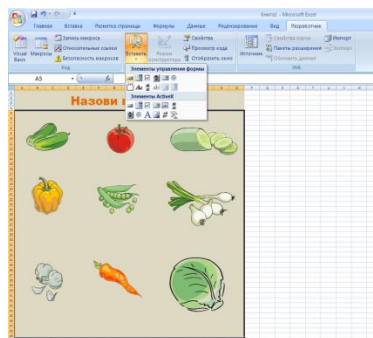 Книга1 - Microsoft Excel
Главная Вставка Разметка страницы Формулы Данные Рецензирование Вид Разработчик
Visual Basic
Макросы
Запись макроса
Относительные ссылки
Безопасность макросов
Код
Вставить
Режим конструктора
Свойства
Просмотр кода
Отобразить окно
Источник
Свойства карты
Пакеты расширения
Обновить данные
Импорт
Экспорт
XML
Элементы управления формы
Элементы ActiveX
A5
Назови